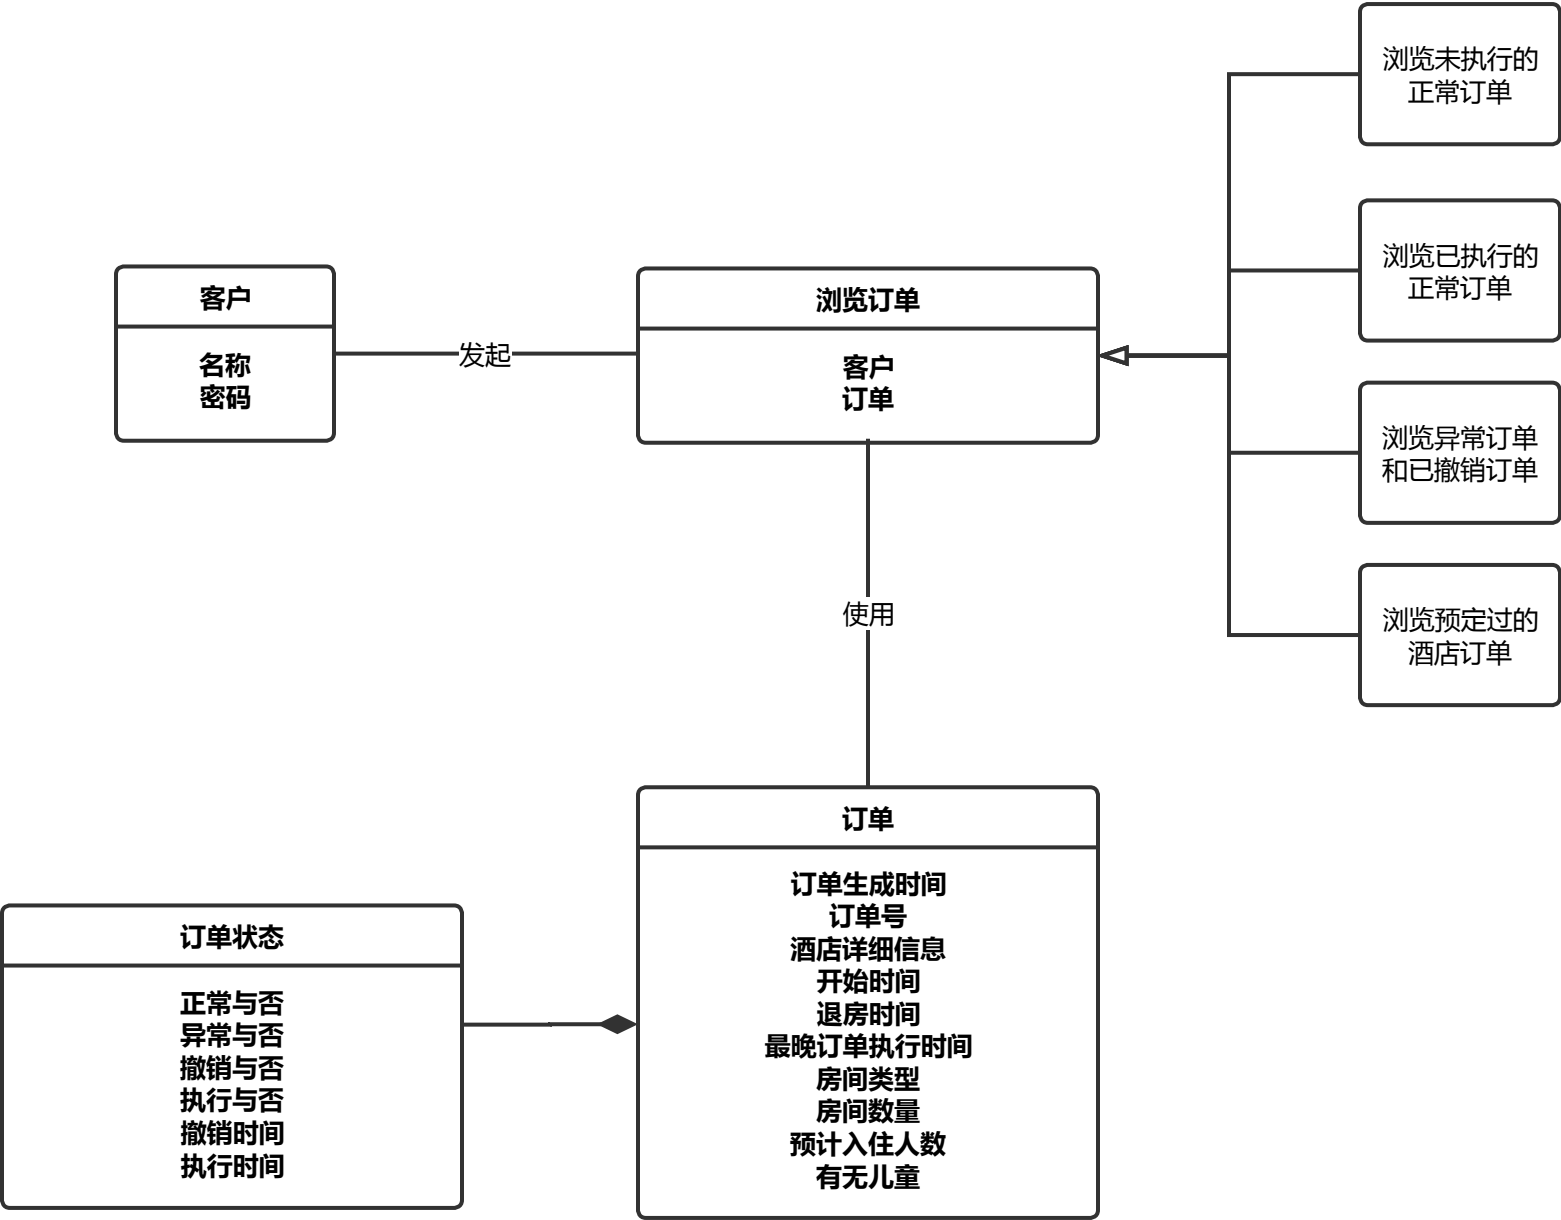 浏览未执行的
正常订单
浏览已执行的
正常订单
客户
名称
密码
发起
浏览订单
客户
订单
浏览异常订单
和已撤销订单
使用
浏览预定过的
酒店订单
订单
订单生成时间
订单号
酒店详细信息
开始时间
退房时间
最晚订单执行时间
房间类型
房间数量
预计入住人数
有无儿童
订单状态
正常与否
异常与否
撤销与否
执行与否
撤销时间
执行时间